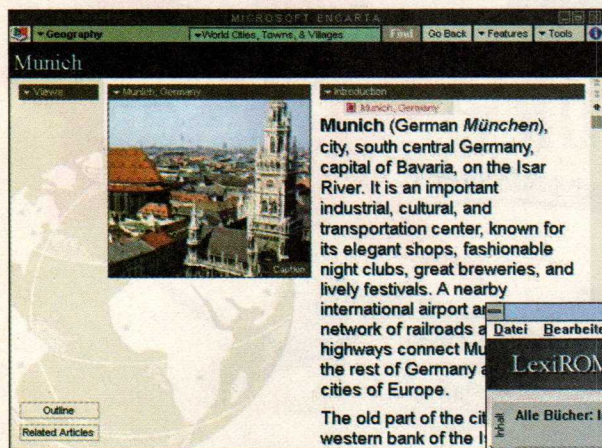 MICROSOFT ENCARTA
Geography
World Cities, Towns, & Villages
Find
Go Back
Features
Tools
Munich
Views
Munich, Germany
Caption
Outline
Related Articles
Introduction
Munich, Germany
Munich (German München),
city, south central Germany,
capital of Bavaria, on the Isar
River. It is an important
industrial, cultural, and
transportation center, known for
its elegant shops, fashionable
night clubs, great breweries, and
lively festivals. A nearby
international airport
network of railroads
highways connect
the rest of Germany
cities of Europe.
The old part of the
western bank of the
Datei Bearbeite
LexiROM
Inhalt
Alle Bücher: